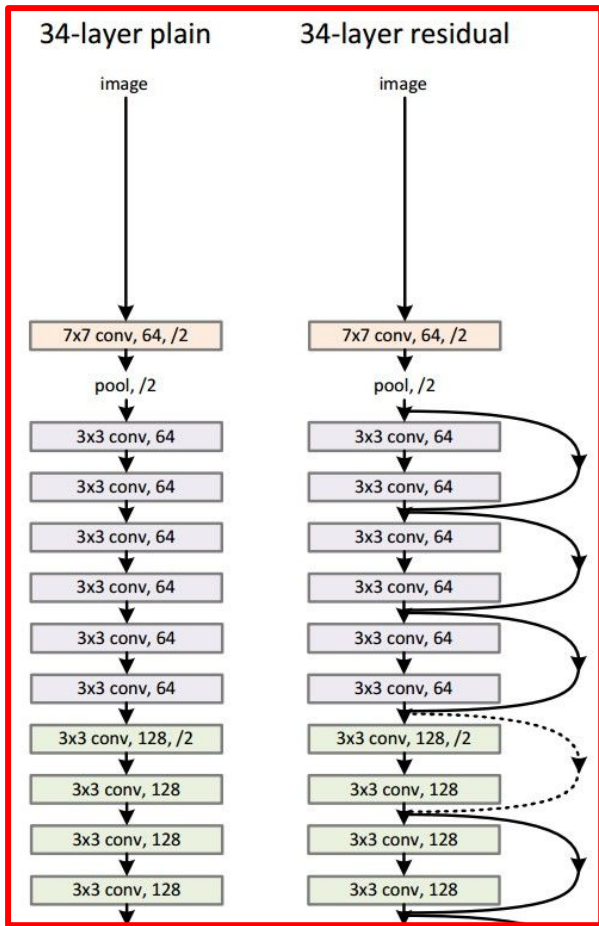 34-layer plain
34-layer residual
image
image
7x7 conv, 64, /2
7x7 conv, 64, /2
pool, /2
pool, /2
3x3 conv, 64
3x3 conv, 64
3x3 conv, 64
3x3 conv, 64
3x3 conv, 64
3x3 conv, 64
3x3 conv, 64
3x3 conv, 64
3x3 conv, 64
3x3 conv, 64
3x3 conv, 64
3x3 conv, 64
3x3 conv, 128, /2
3x3 conv, 128, /2
3x3 conv, 128
3x3 conv, 128
3x3 conv, 128
3x3 conv, 128
3x3 conv, 128
3x3 conv, 128